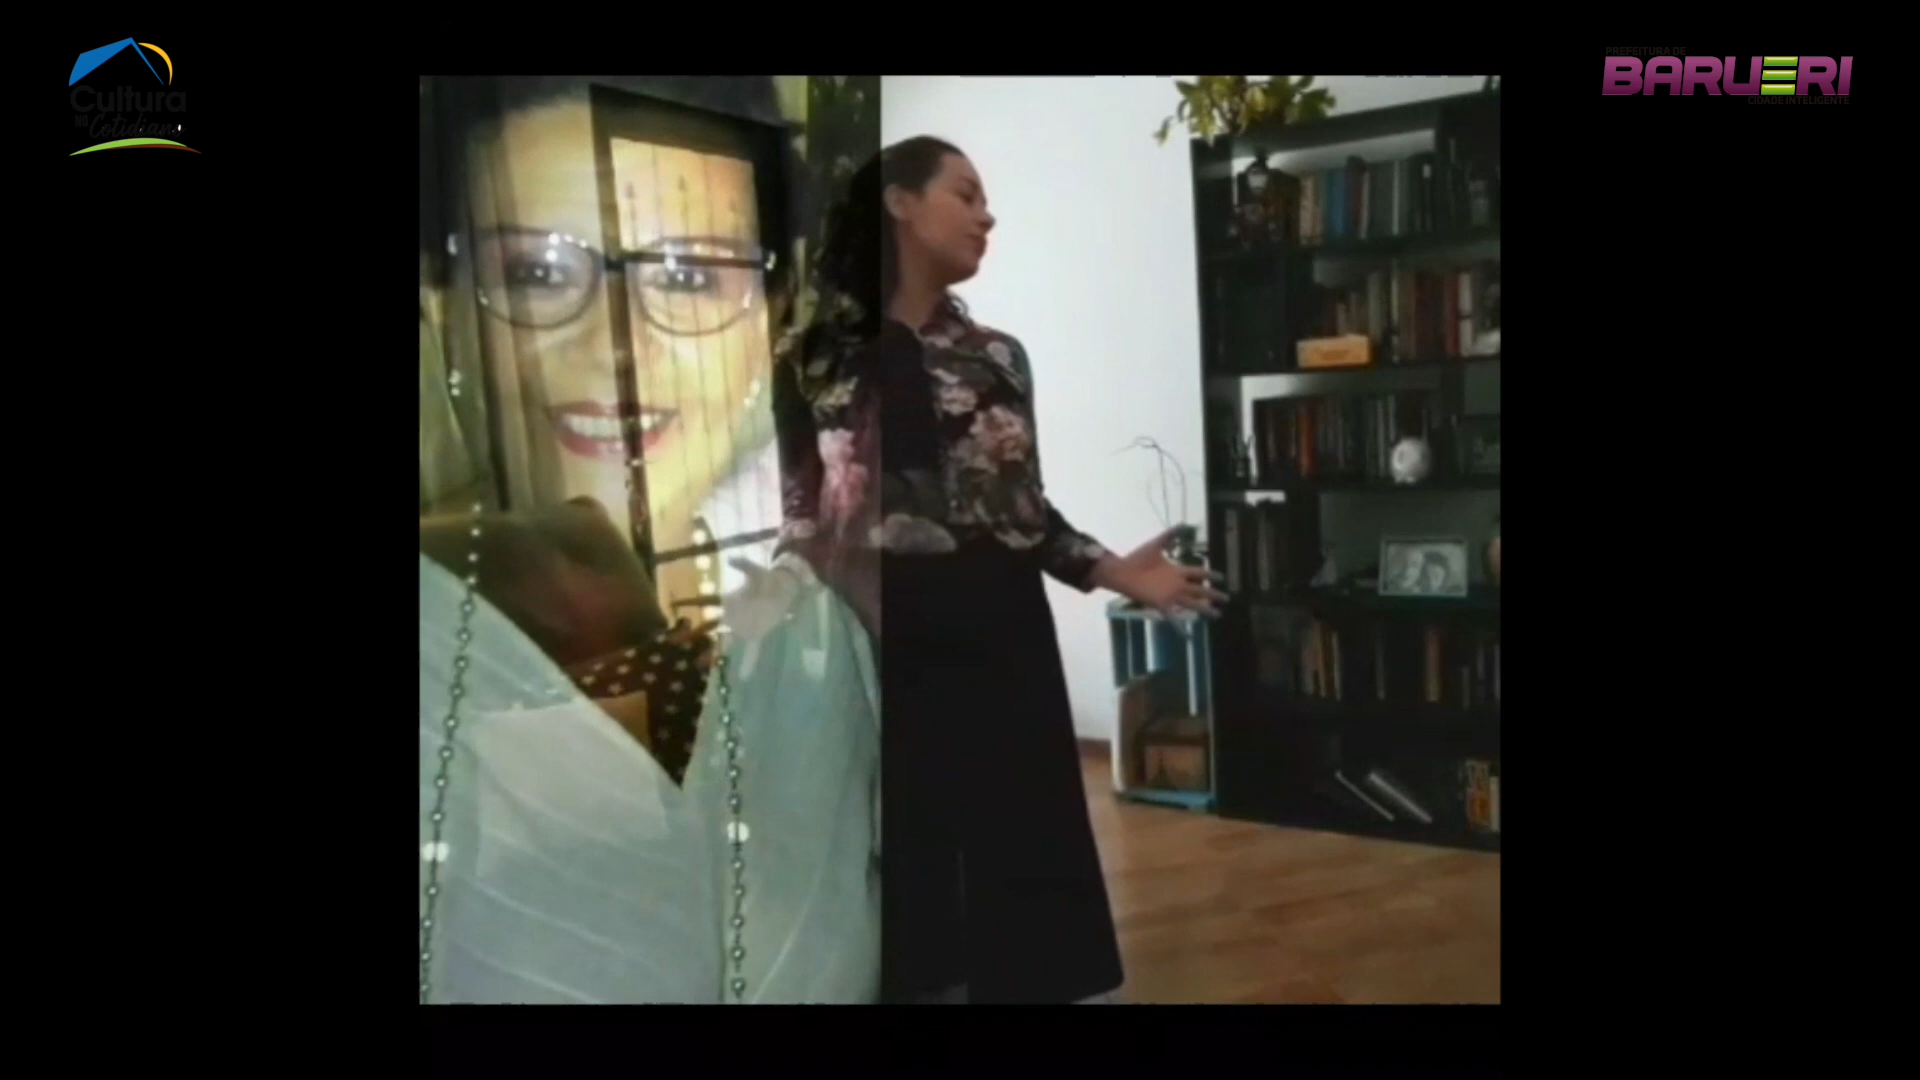 Cultura
NO
Cotidiano
PREFEITURA DE
BARUERI
CIDADE INTELIGENTE